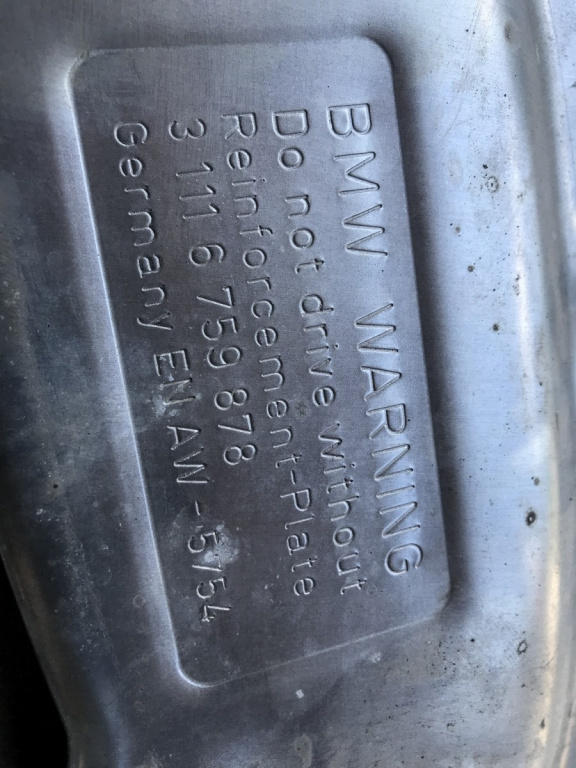 BMW WARNING
Do not drive without
Reinforcement-Plate
3 111 6 759 878
Germany EN AW - 5754